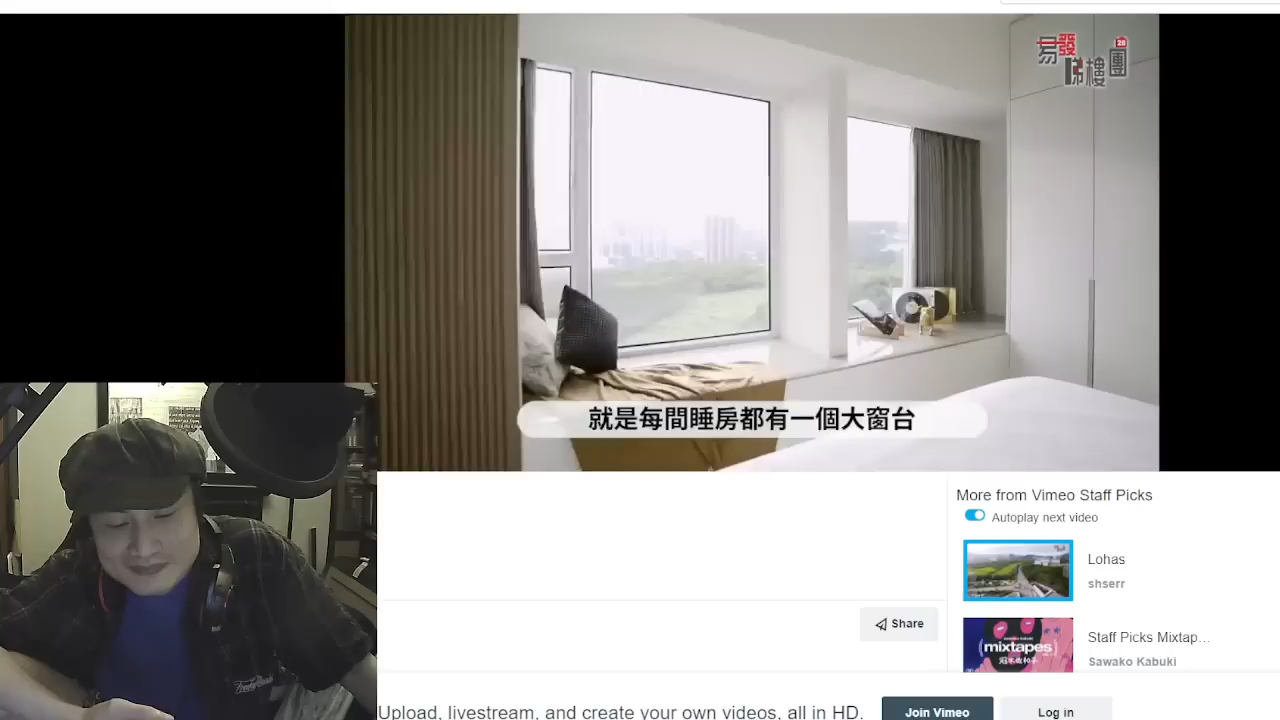 易發睇樓團
28
就是每間睡房都有一個大窗台
More from Vimeo Staff Picks
Autoplay next video
Lohas
shserr
Share
mixtapes
Staff Picks Mixtap…
Sawako Kabuki
Upload, livestream, and create your own videos, all in HD.
Join Vimeo
Log in